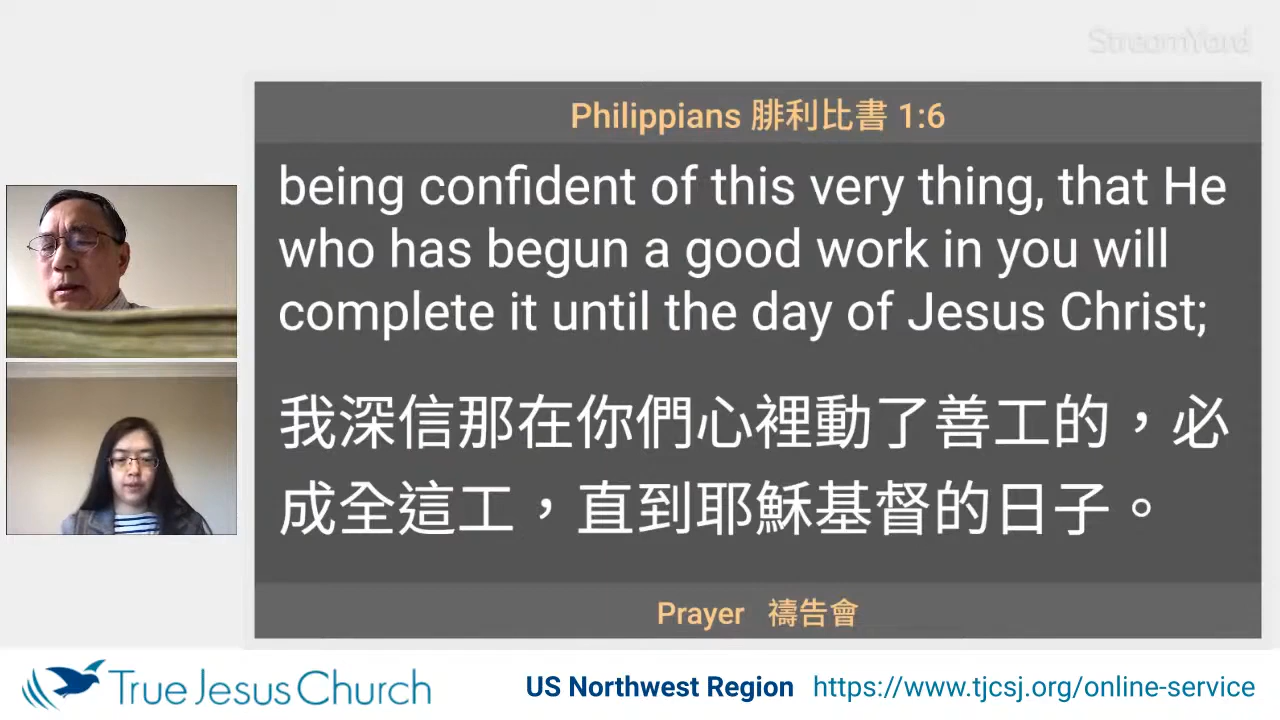 StreamYard
Philippians 腓利比書 1:6
being confident of this very thing, that He
who has begun a good work in you will
complete it until the day of Jesus Christ;
我深信那在你們心裡動了善工的，必
成全這工，直到耶穌基督的日子。
Prayer 禱告會
True Jesus Church
US Northwest Region https://www.tjcsj.org/online-service